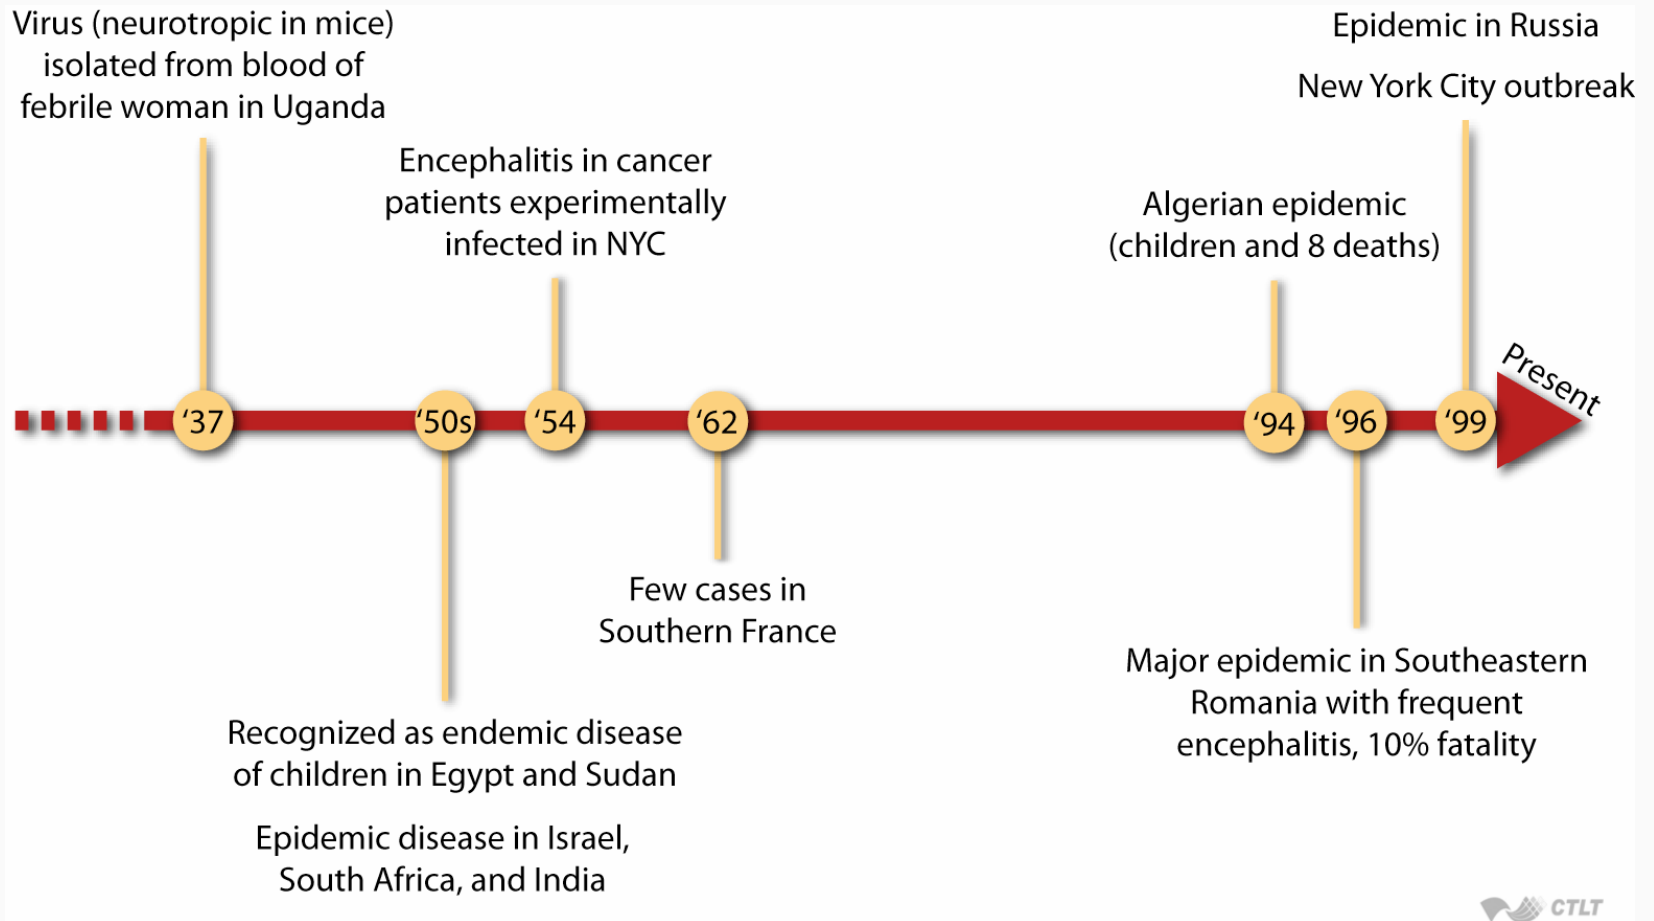 Virus (neurotropic in mice)
isolated from blood of
febrile woman in Uganda
Encephalitis in cancer
patients experimentally
infected in NYC
Algerian epidemic
(children and 8 deaths)
Epidemic in Russia
New York City outbreak
‘37
‘50s
‘54
‘62
‘94
‘96
‘99
Present
Recognized as endemic disease
of children in Egypt and Sudan
Epidemic disease in Israel,
South Africa, and India
Few cases in
Southern France
Major epidemic in Southeastern
Romania with frequent
encephalitis, 10% fatality
CTLT